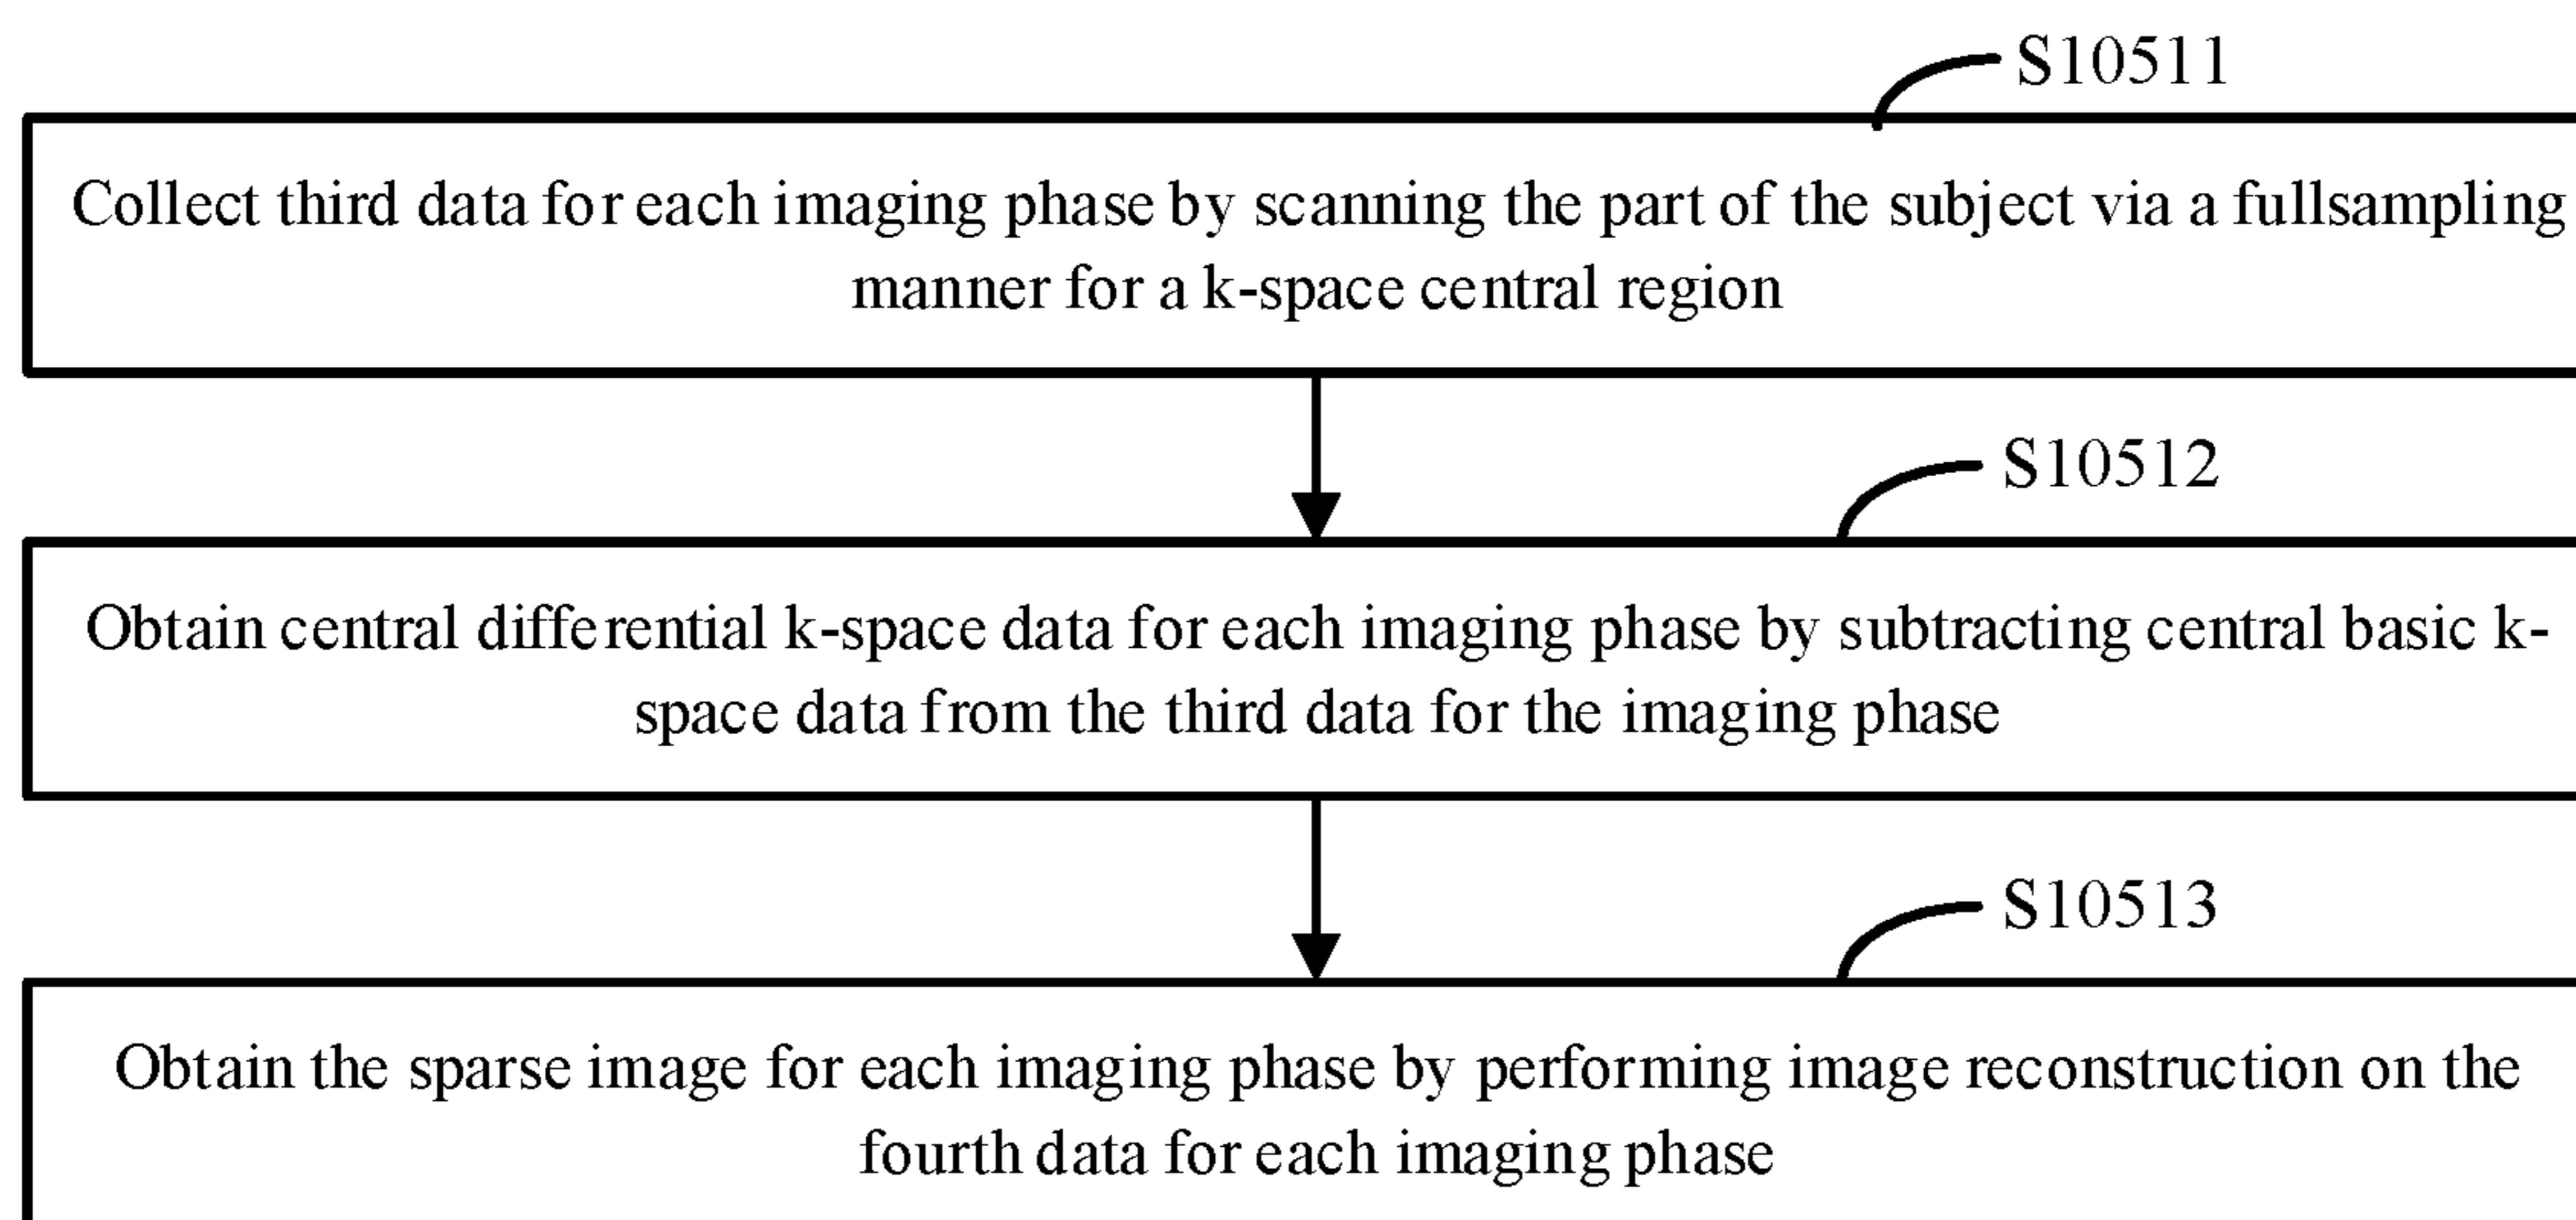 S10511
Collect third data for each imaging phase by scanning the part of the subject via a fullsampling
manner for a k-space central region
S10512
Obtain central differential k-space data for each imaging phase by subtracting central basic k-
space data from the third data for the imaging phase
S10513
Obtain the sparse image for each imaging phase by performing image reconstruction on the
fourth data for each imaging phase